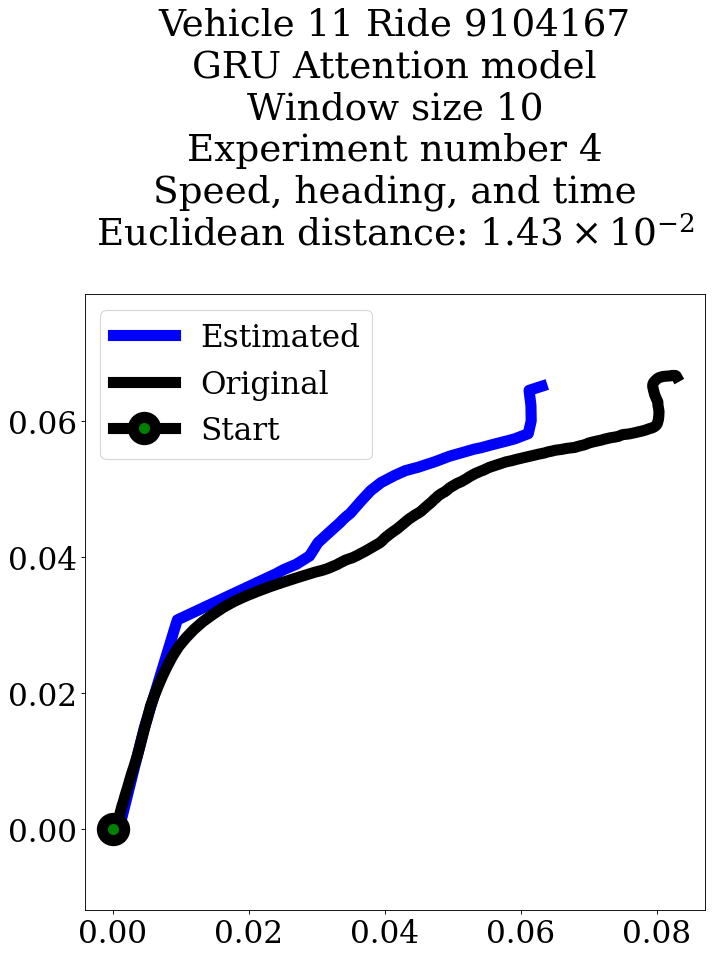 Vehicle 11 Ride 9104167
GRU Attention model
Window size 10
Experiment number 4
Speed, heading, and time
Euclidean distance: 1.43 × 10⁻²
Estimated
Original
Start
0.06
0.04
0.02
0.00
0.00 0.02 0.04 0.06 0.08